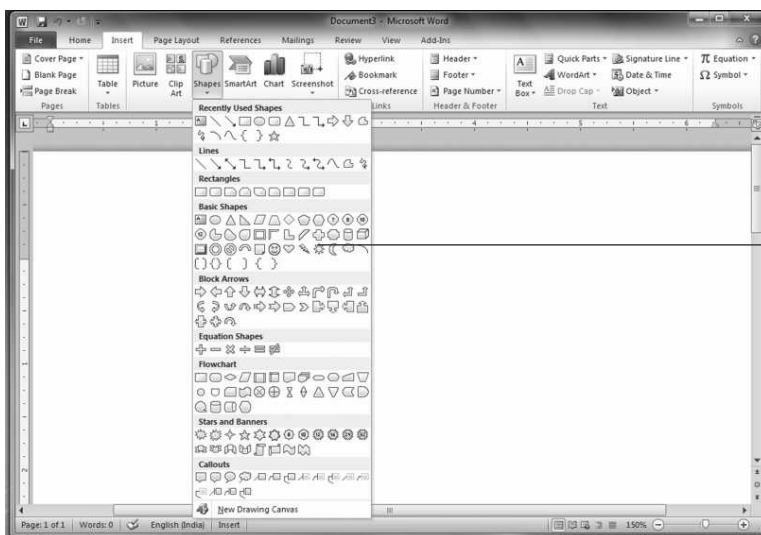 Document3 - Microsoft Word
File Home Insert Page Layout References Mailings Review View Add-Ins
Cover Page
Blank Page
Page Break
Pages
Table
Tables
Picture
Clip Art
Shapes
SmartArt
Chart
Screenshot
Hyperlink
Bookmark
Cross-reference
Links
Header
Footer
Page Number
Header & Footer
Text Box
Quick Parts
WordArt
Drop Cap
Signature Line
Date & Time
Object
Text
Equation
Symbol
Symbols
Recently Used Shapes
Lines
Rectangles
Basic Shapes
Block Arrows
Equation Shapes
Flowchart
Stars and Banners
Callouts
New Drawing Canvas
Page: 1 of 1 Words: 0 English (India) Insert 150%